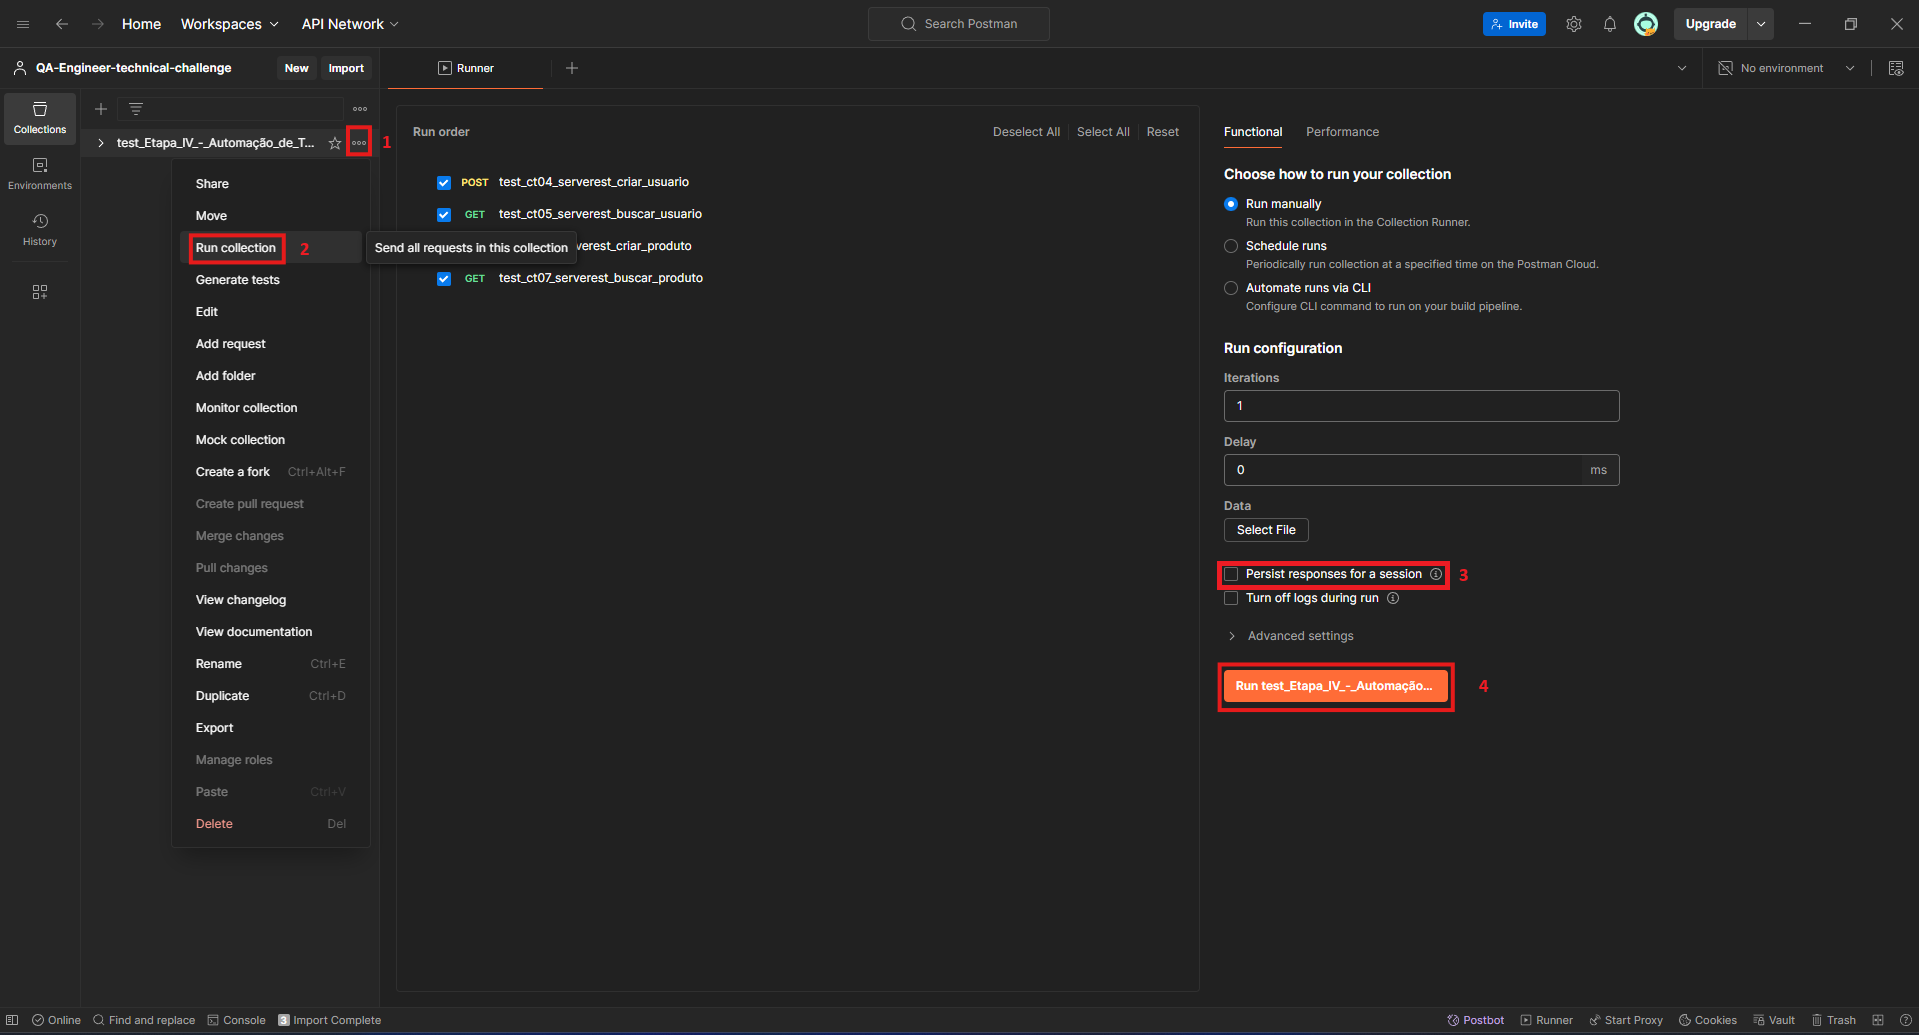 Home
Workspaces
API Network
Search Postman
Invite
Upgrade
QA-Engineer-technical-challenge
New
Import
Runner
No environment
Collections
Environments
History
test_Etapa_IV_-_Automação_de_T...
1
Share
Move
Run collection
2
Send all requests in this collection
Generate tests
Edit
Add request
Add folder
Monitor collection
Mock collection
Create a fork Ctrl+Alt+F
Create pull request
Merge changes
Pull changes
View changelog
View documentation
Rename Ctrl+E
Duplicate Ctrl+D
Export
Manage roles
Paste Ctrl+V
Delete Del
Run order
Deselect All
Select All
Reset
POST test_ct04_serverest_criar_usuario
GET test_ct05_serverest_buscar_usuario
verest_criar_produto
GET test_ct07_serverest_buscar_produto
Functional
Performance
Choose how to run your collection
Run manually
Run this collection in the Collection Runner.
Schedule runs
Periodically run collection at a specified time on the Postman Cloud.
Automate runs via CLI
Configure CLI command to run on your build pipeline.
Run configuration
Iterations
1
Delay
0 ms
Data
Select File
Persist responses for a session
3
Turn off logs during run
Advanced settings
Run test_Etapa_IV_-_Automação...
4
Online
Find and replace
Console
3 Import Complete
Postbot
Runner
Start Proxy
Cookies
Vault
Trash